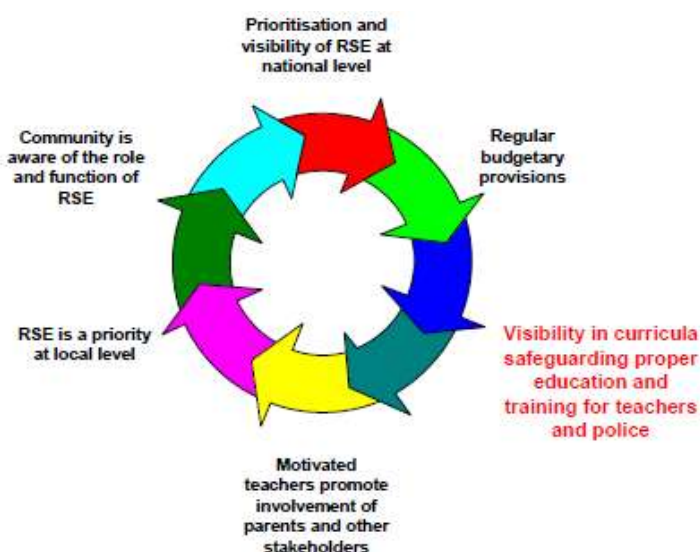 Prioritisation and
visibility of RSE at
national level
Regular
budgetary
provisions
Visibility in curricula
safeguarding proper
education and
training for teachers
and police
Motivated
teachers promote
involvement of
parents and other
stakeholders
RSE is a priority
at local level
Community is
aware of the role
and function of
RSE